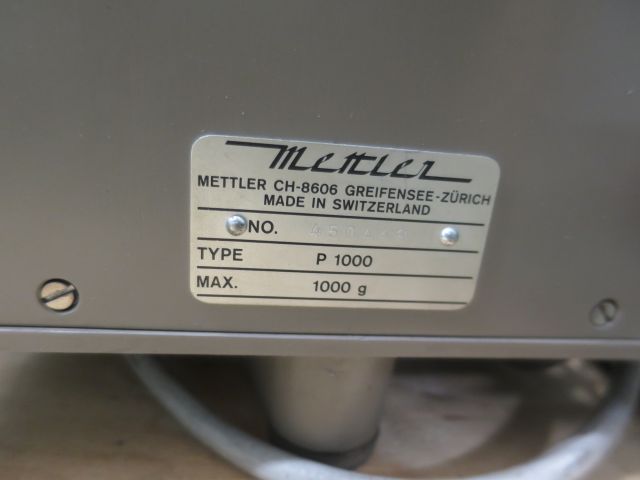 Mettler
METTLER CH-8606 GREIFENSEE-ZÜRICH
MADE IN SWITZERLAND
NO.
TYPE P 1000
MAX. 1000 g